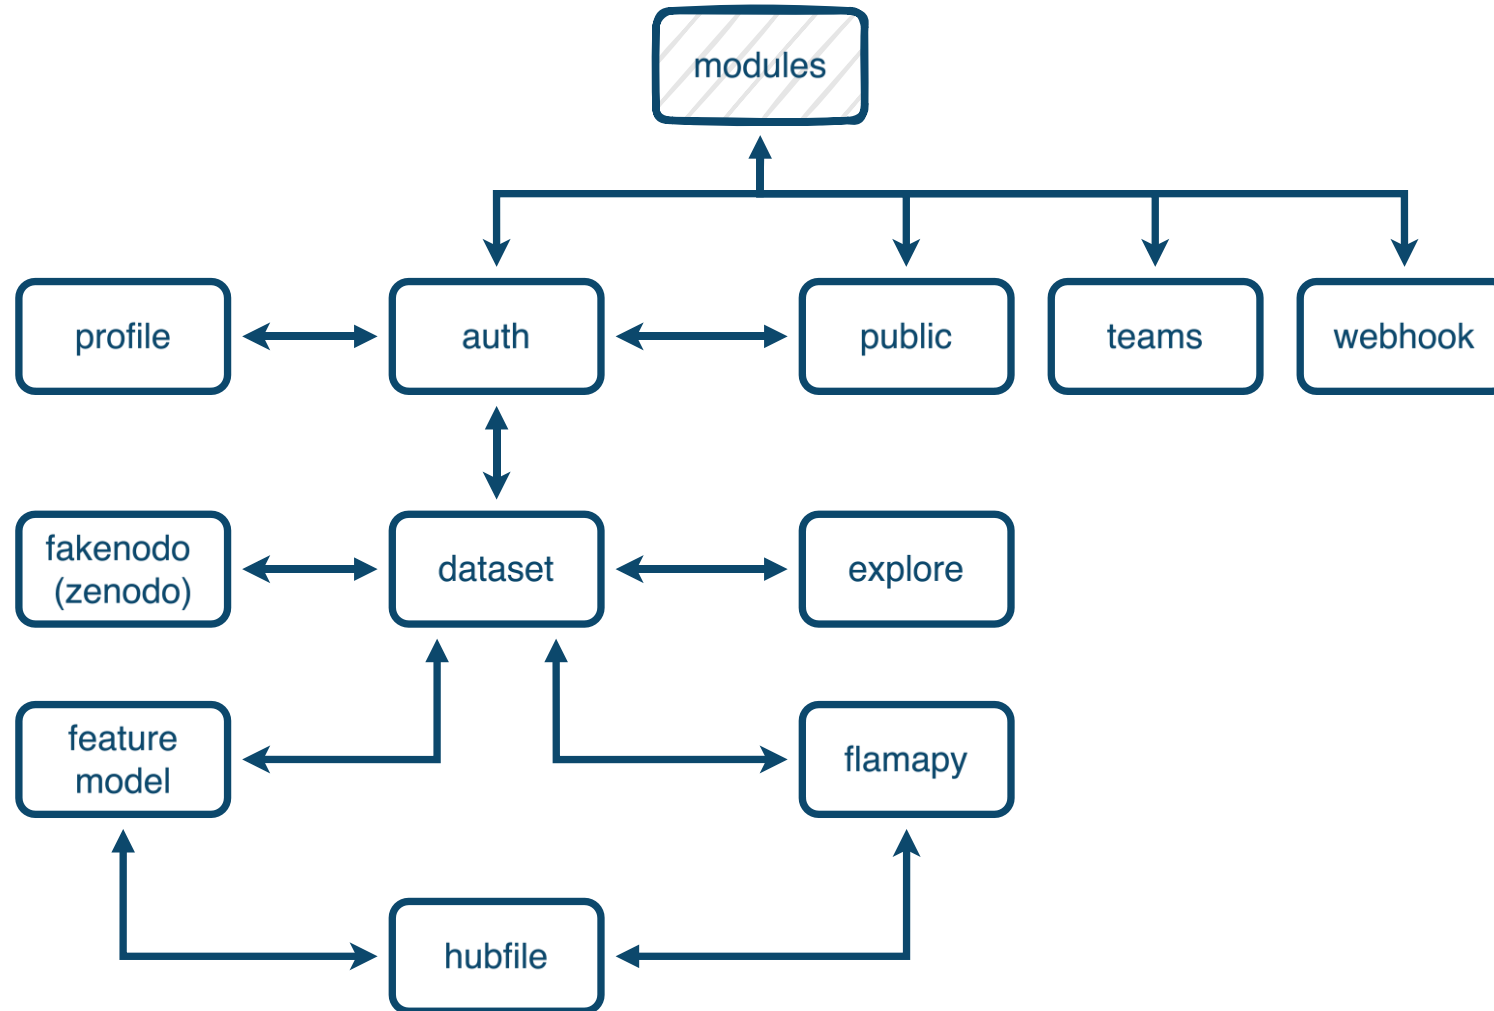 modules
profile
auth
public
teams
webhook
fakenodo
(zenodo)
dataset
explore
feature
model
flamapy
hubfile